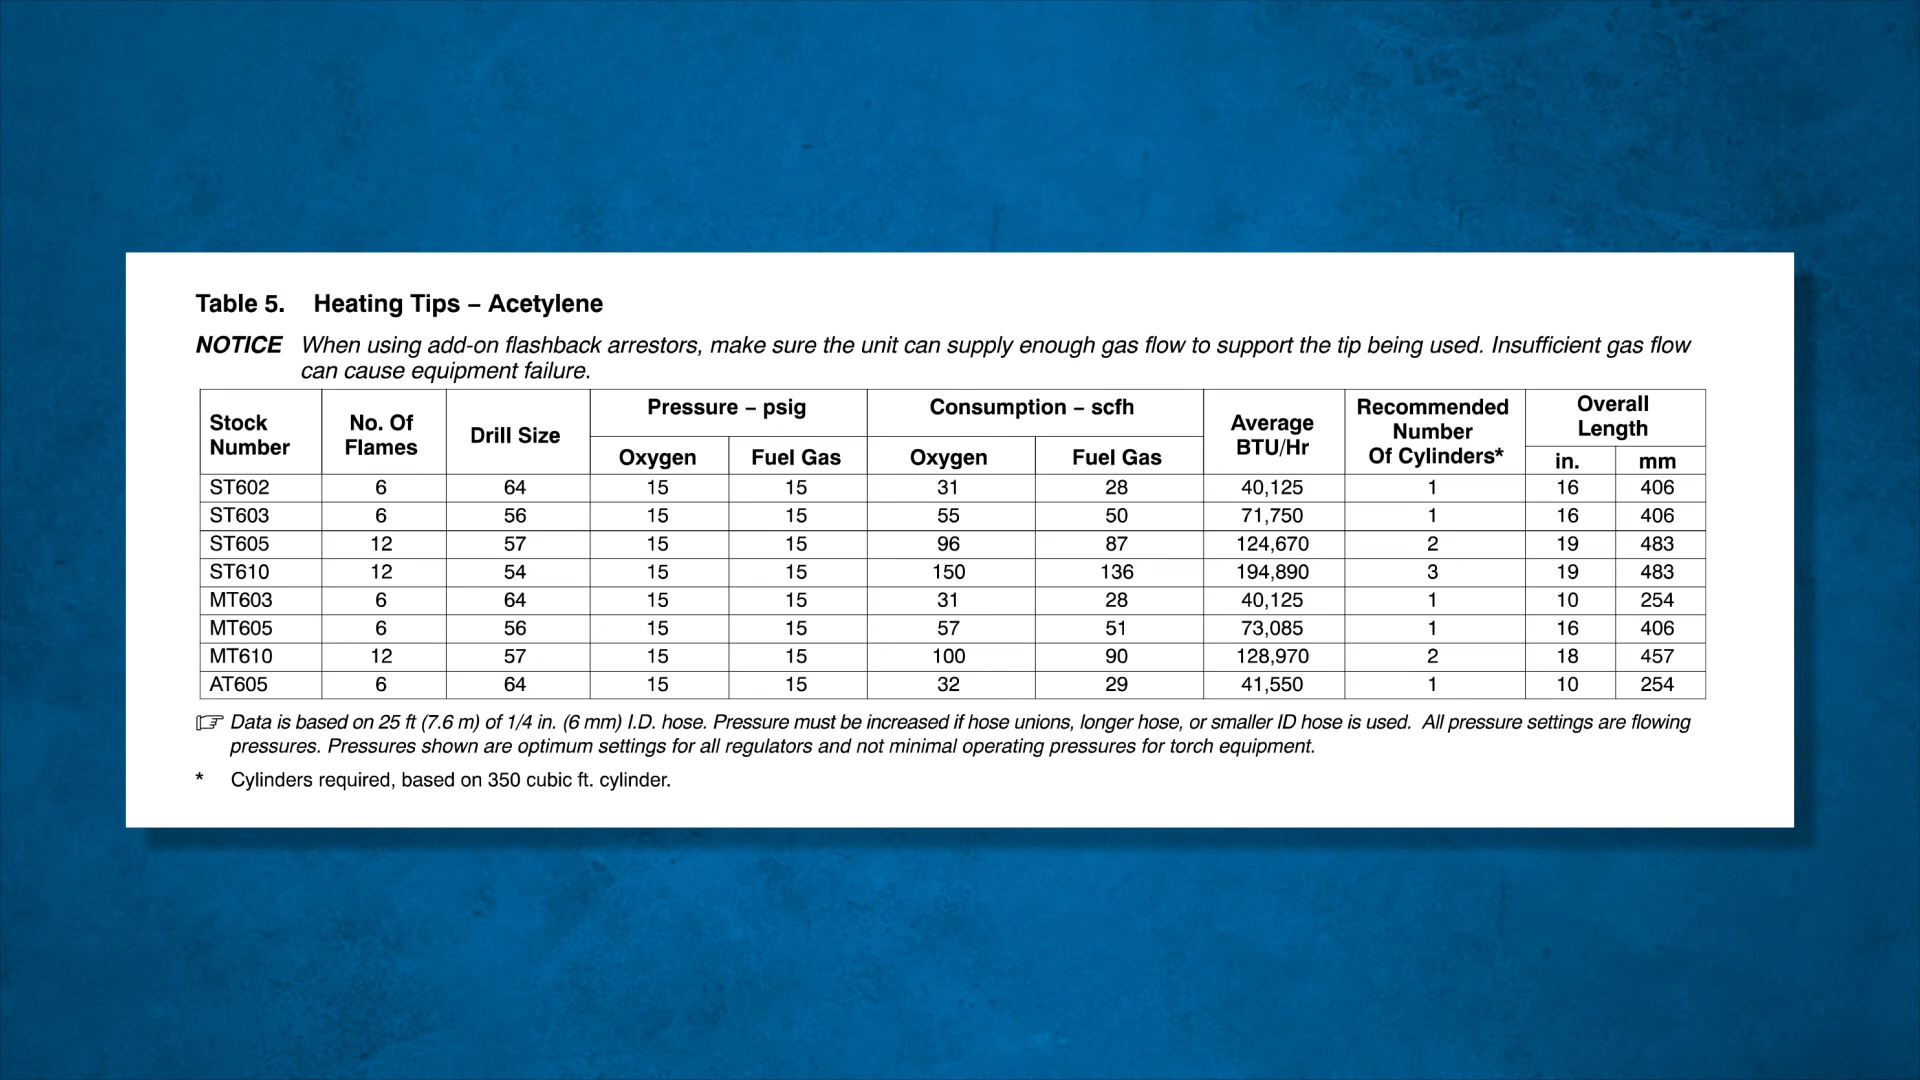 Table 5. Heating Tips – Acetylene
NOTICE When using add-on flashback arrestors, make sure the unit can supply enough gas flow to support the tip being used. Insufficient gas flow
can cause equipment failure.
Stock Number No. Of Flames Drill Size Pressure – psig Consumption – scfh Average BTU/Hr Recommended Number Of Cylinders* Overall Length
Oxygen Fuel Gas Oxygen Fuel Gas in. mm
ST602 6 64 15 15 31 28 40,125 1 16 406
ST603 6 56 15 15 55 50 71,750 1 16 406
ST605 12 57 15 15 96 87 124,670 2 19 483
ST610 12 54 15 15 150 136 194,890 3 19 483
MT603 6 64 15 15 31 28 40,125 1 10 254
MT605 6 56 15 15 57 51 73,085 1 16 406
MT610 12 57 15 15 100 90 128,970 2 18 457
AT605 6 64 15 15 32 29 41,550 1 10 254
☞ Data is based on 25 ft (7.6 m) of 1/4 in. (6 mm) I.D. hose. Pressure must be increased if hose unions, longer hose, or smaller ID hose is used. All pressure settings are flowing
pressures. Pressures shown are optimum settings for all regulators and not minimal operating pressures for torch equipment.
* Cylinders required, based on 350 cubic ft. cylinder.